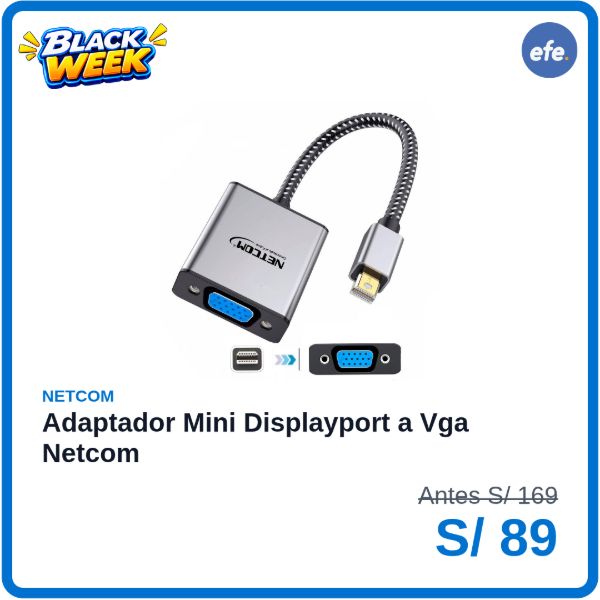 BLACK
WEEK
efe.
NETCOM
NETCOM
Adaptador Mini Displayport a Vga
Netcom
Antes S/ 169
S/ 89